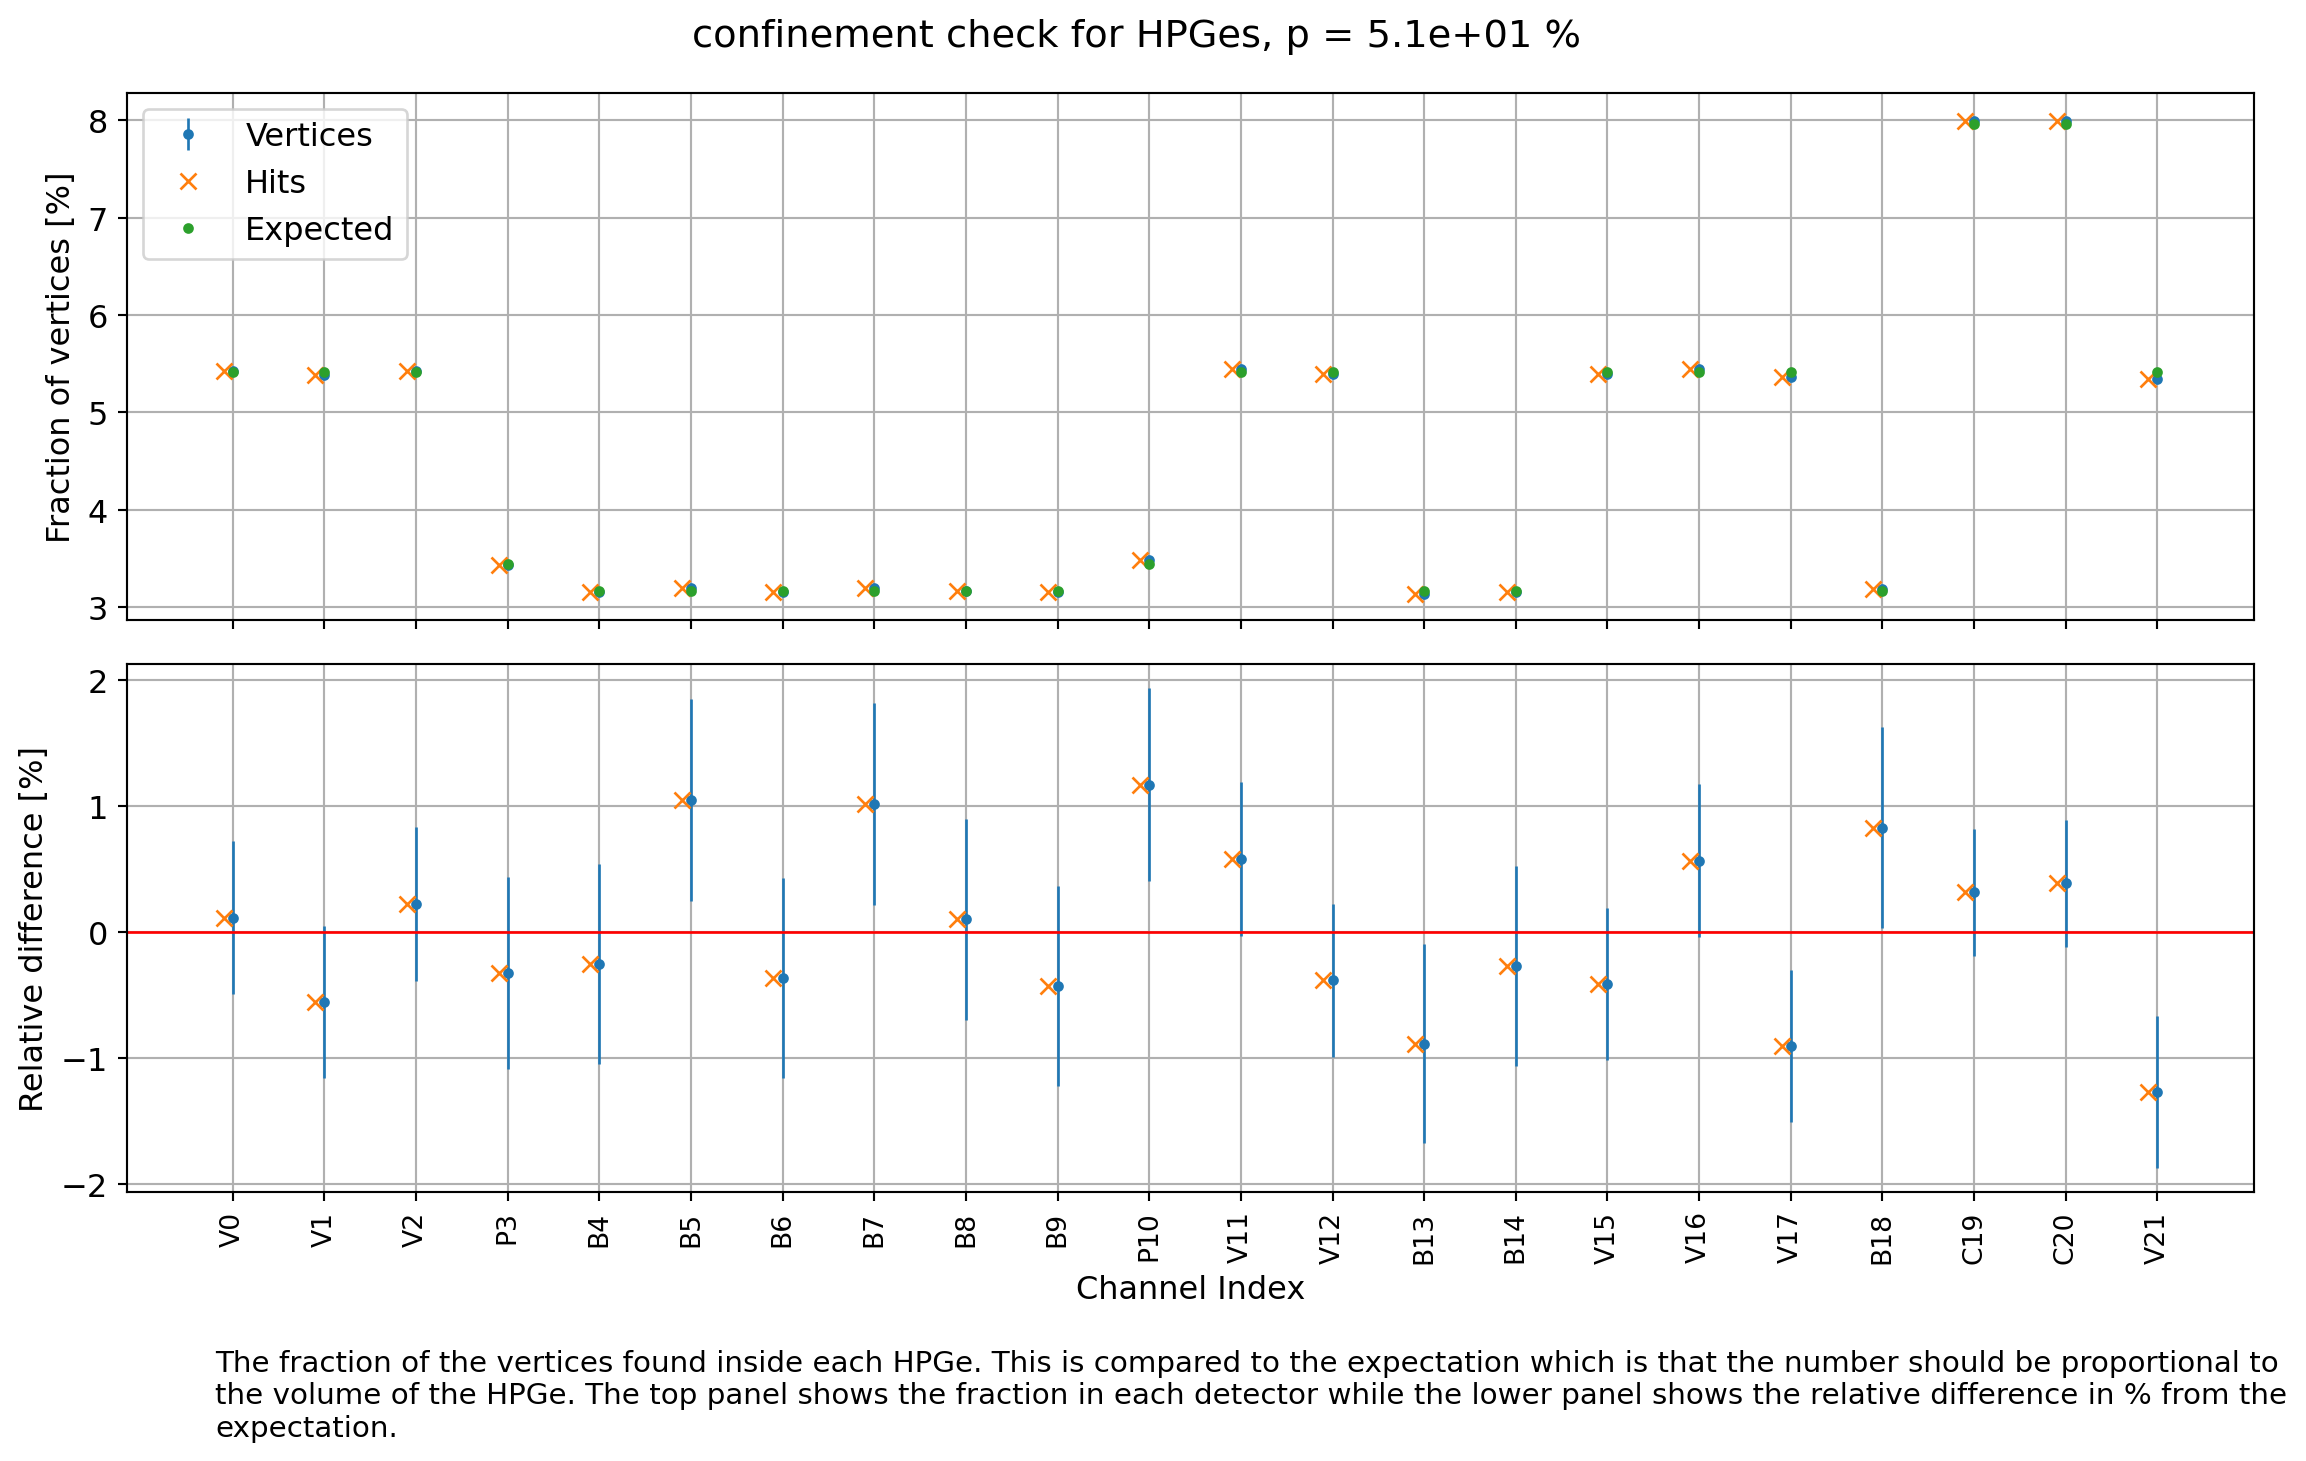 confinement check for HPGes, p = 5.1e+01 %
8
7
6
5
4
3
Fraction of vertices [%]
Vertices
Hits
Expected
2
1
0
−1
−2
Relative difference [%]
V0 V1 V2 P3 B4 B5 B6 B7 B8 B9 P10 V11 V12 B13 B14 V15 V16 V17 B18 C19 C20 V21
Channel Index
The fraction of the vertices found inside each HPGe. This is compared to the expectation which is that the number should be proportional to
the volume of the HPGe. The top panel shows the fraction in each detector while the lower panel shows the relative difference in % from the
expectation.